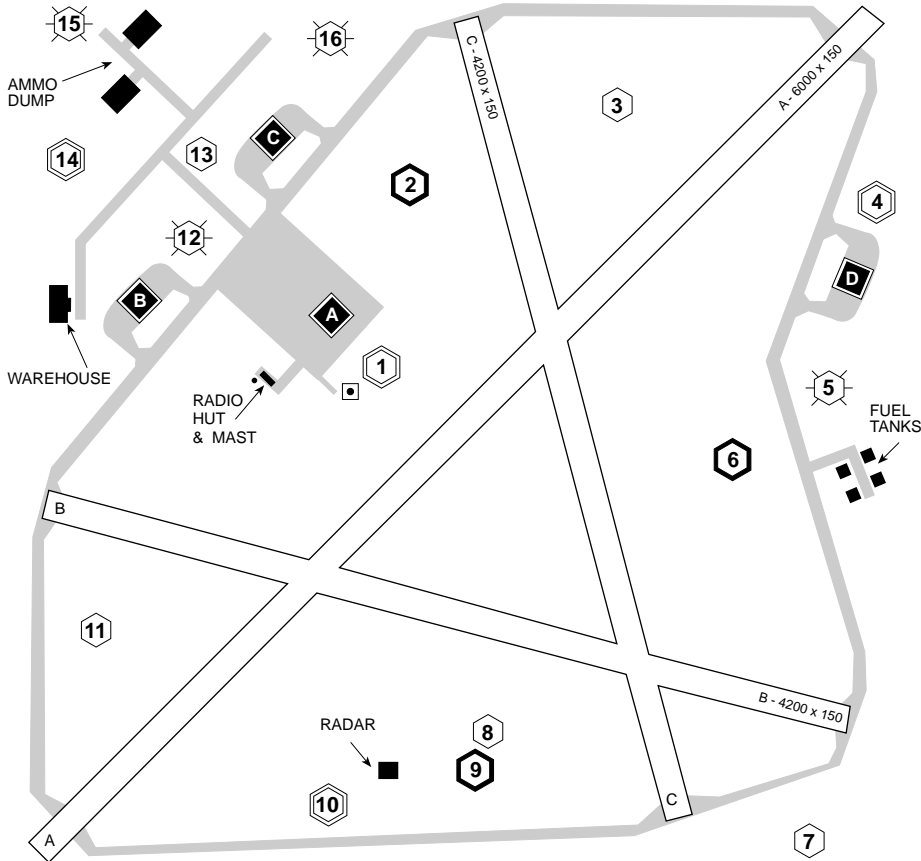 15
16
C - 4200 x 150
A - 6000 x 150
AMMO
DUMP
3
C
13
14
2
4
12
D
B
A
1
WAREHOUSE
RADIO
HUT
& MAST
5
FUEL
TANKS
6
B
11
B - 4200 x 150
RADAR
8
9
10
C
A
7